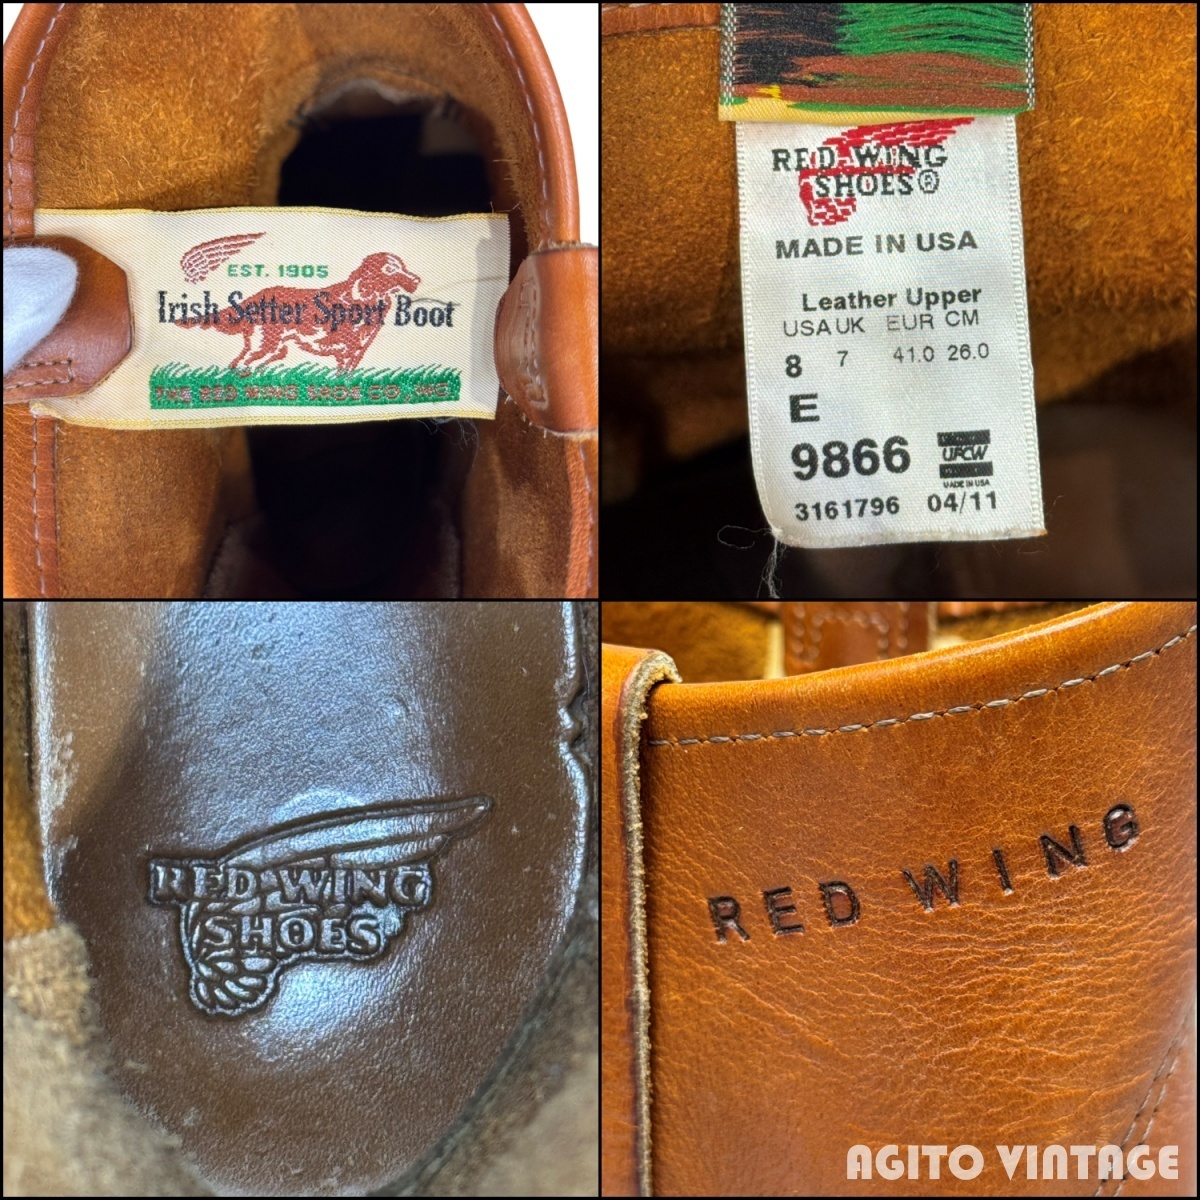 EST. 1905
Irish Setter Sport Boot
THE RED WING SHOE CO., INC.
RED WING
SHOES®
MADE IN USA
Leather Upper
USA UK EUR CM
8 7 41.0 26.0
E
9866
UFCW
MADE IN USA
3161796 04/11
RED WING
SHOES
RED WING
AGITO VINTAGE